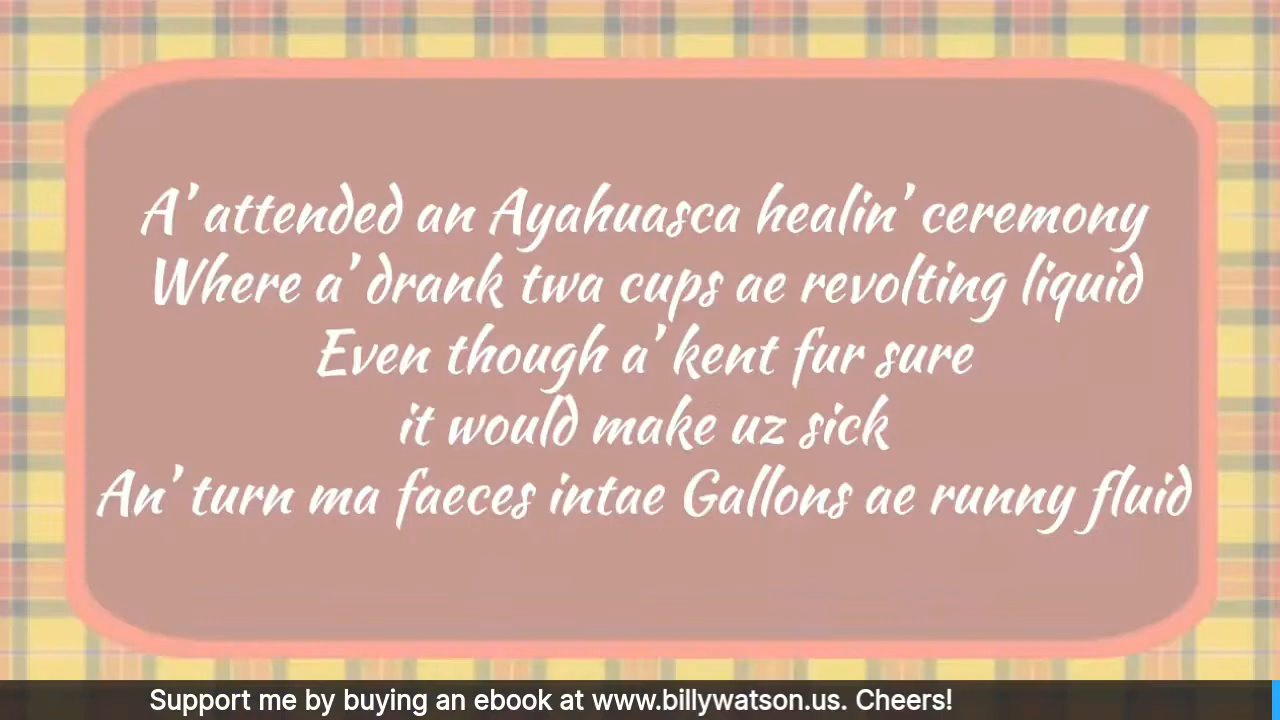 A' attended an Ayahuasca healin' ceremony
Where a' drank twa cups ae revolting liquid
Even though a' kent fur sure
it would make uz sick
An' turn ma faeces intae Gallons ae runny fluid
Support me by buying an ebook at www.billywatson.us. Cheers!